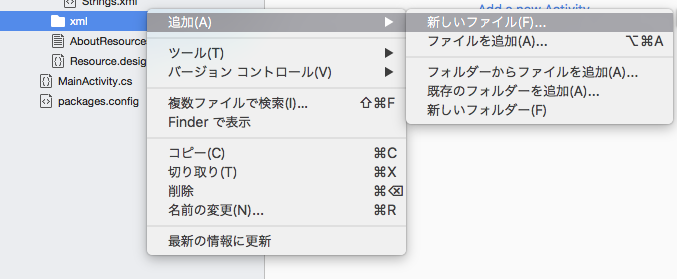 Strings.xml
xml
AboutResource
Resource.desig
MainActivity.cs
packages.config
追加(A)
ツール(T)
バージョン コントロール(V)
複数ファイルで検索(I)... ⇧⌘F
Finder で表示
コピー(C) ⌘C
切り取り(T) ⌘X
削除 ⌘⌫
名前の変更(N)... ⌘R
最新の情報に更新
Add a new Activity
新しいファイル(F)...
ファイルを追加(A)... ⌥⌘A
フォルダーからファイルを追加(A)...
既存のフォルダーを追加(A)...
新しいフォルダー(F)